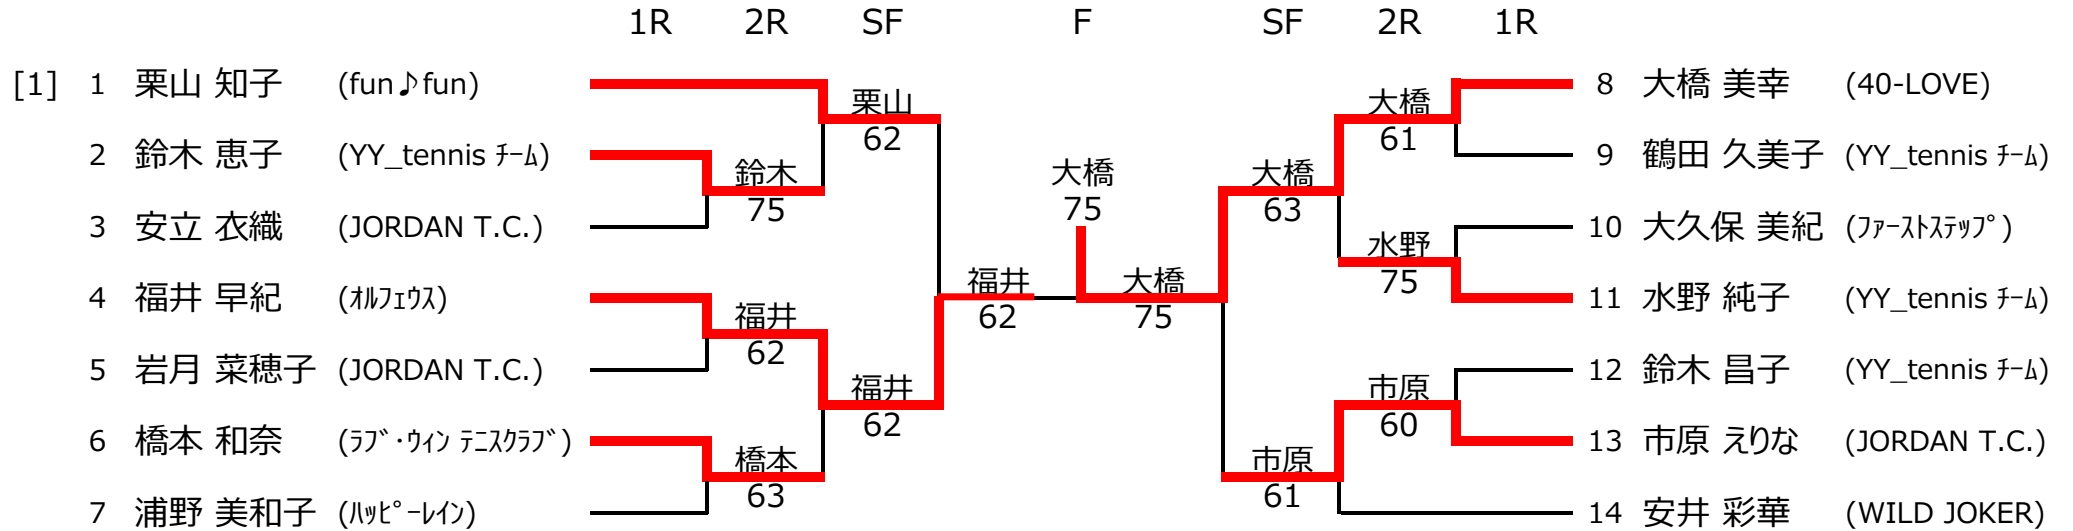 1R 2R SF F SF 2R 1R
[1] 1 栗山 知子 (fun♪fun) 8 大橋 美幸 (40-LOVE)
栗山 大橋
62 61
2 鈴木 恵子 (YY_tennis ﾁｰﾑ) 9 鶴田 久美子 (YY_tennis ﾁｰﾑ)
鈴木 大橋 大橋
75 75 63
3 安立 衣織 (JORDAN T.C.) 10 大久保 美紀 (ﾌｧｰｽﾄｽﾃｯﾌﾟ)
水野
75
福井 大橋
62 75
4 福井 早紀 (ｵﾙﾌｪｳｽ) 11 水野 純子 (YY_tennis ﾁｰﾑ)
福井
62
5 岩月 菜穂子 (JORDAN T.C.) 12 鈴木 昌子 (YY_tennis ﾁｰﾑ)
福井 市原
62 60
6 橋本 和奈 (ﾗﾌﾞ･ｳｨﾝ ﾃﾆｽｸﾗﾌﾞ) 13 市原 えりな (JORDAN T.C.)
橋本 市原
63 61
7 浦野 美和子 (ﾊｯﾋﾟｰﾚｲﾝ) 14 安井 彩華 (WILD JOKER)